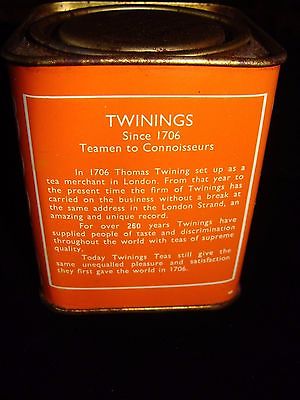 TWININGS
Since 1706
Teamen to Connoisseurs
In 1706 Thomas Twining set up as a
tea merchant in London. From that year to
the present time the firm of Twinings has
carried on the business without a break at
the same address in the London Strand, an
amazing and unique record.
For over 260 years Twinings have
supplied people of taste and discrimination
throughout the world with teas of supreme
quality.
Today Twinings Teas still give the
same unequalled pleasure and satisfaction
they first gave the world in 1706.